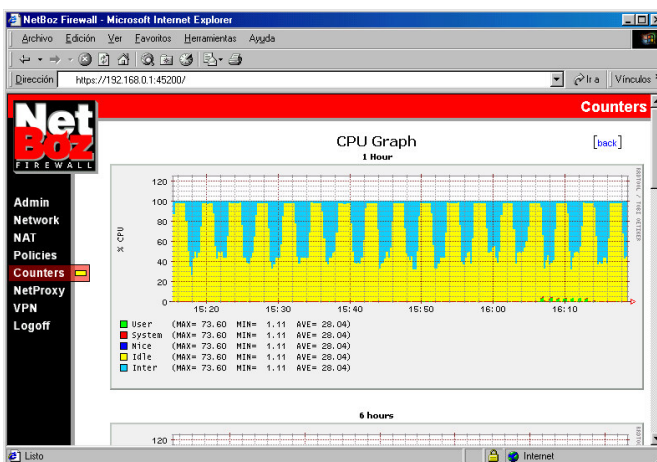 NetBoz Firewall - Microsoft Internet Explorer
Archivo Edición Ver Favoritos Herramientas Ayuda
Dirección https://192.168.0.1:45200/ Ir a Vínculos
Counters
Net
Boz
FIREWALL
Admin
Network
NAT
Policies
Counters
NetProxy
VPN
Logoff
CPU Graph
[back]
1 Hour
RRDTOOL / TOBI OETIKER
% CPU
120
100
80
60
40
20
0
15:20 15:30 15:40 15:50 16:00 16:10
User (MAX= 73.60 MIN= 1.11 AVE= 28.04)
System (MAX= 73.60 MIN= 1.11 AVE= 28.04)
Nice (MAX= 73.60 MIN= 1.11 AVE= 28.04)
Idle (MAX= 73.60 MIN= 1.11 AVE= 28.04)
Inter (MAX= 73.60 MIN= 1.11 AVE= 28.04)
6 hours
120
Listo Internet